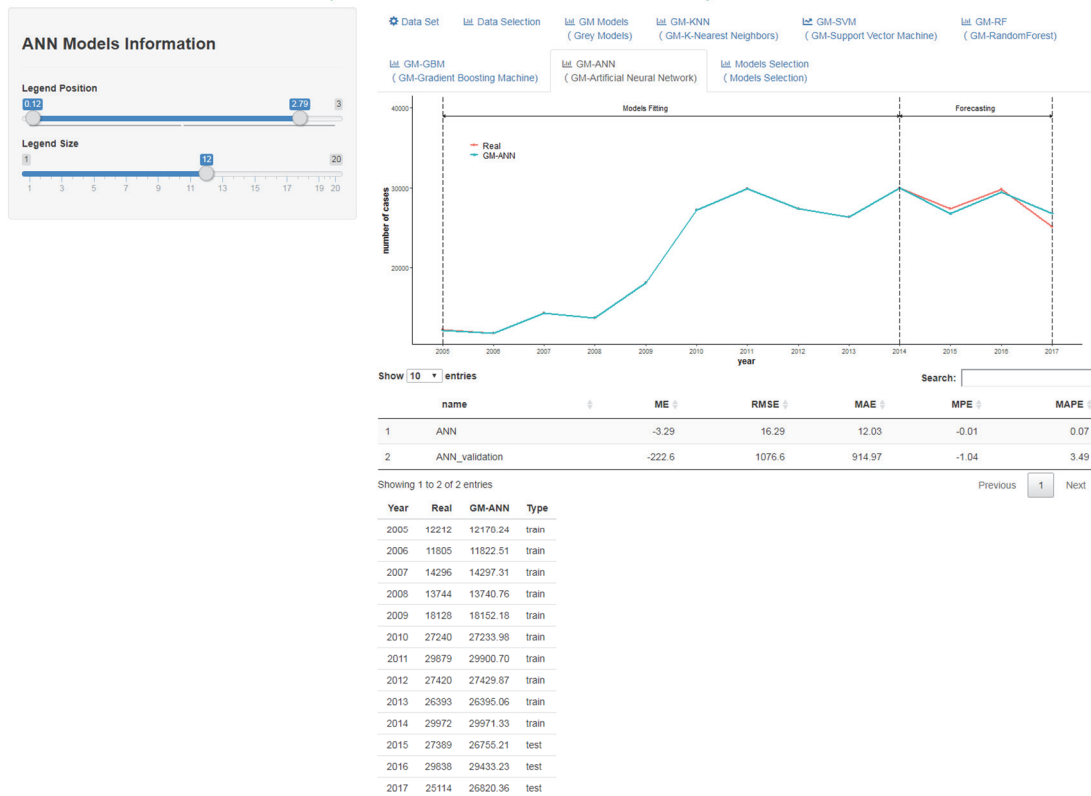 ANN Models Information
Legend Position
0.12 2.79 3
Legend Size
1 12 20
1 3 5 7 9 11 13 15 17 19 20
Data Set Data Selection GM Models GM-KNN GM-SVM GM-RF
( Grey Models) ( GM-K-Nearest Neighbors) ( GM-Support Vector Machine) ( GM-RandomForest)
GM-GBM GM-ANN Models Selection
( GM-Gradient Boosting Machine) ( GM-Artificial Neural Network) ( Models Selection)
40000 Models Fitting Forecasting
Real
GM-ANN
30000
number of cases
20000
2005 2006 2007 2008 2009 2010 2011 2012 2013 2014 2015 2016 2017
year
Show 10 entries Search:
name ME RMSE MAE MPE MAPE
1 ANN -3.29 16.29 12.03 -0.01 0.07
2 ANN_validation -222.6 1076.6 914.97 -1.04 3.49
Showing 1 to 2 of 2 entries Previous 1 Next
Year Real GM-ANN Type
2005 12212 12178.24 train
2006 11805 11822.51 train
2007 14296 14297.31 train
2008 13744 13740.76 train
2009 18128 18152.18 train
2010 27240 27233.98 train
2011 29879 29900.70 train
2012 27420 27429.87 train
2013 26393 26395.06 train
2014 29972 29971.33 train
2015 27389 26755.21 test
2016 29838 29433.23 test
2017 25114 26820.36 test